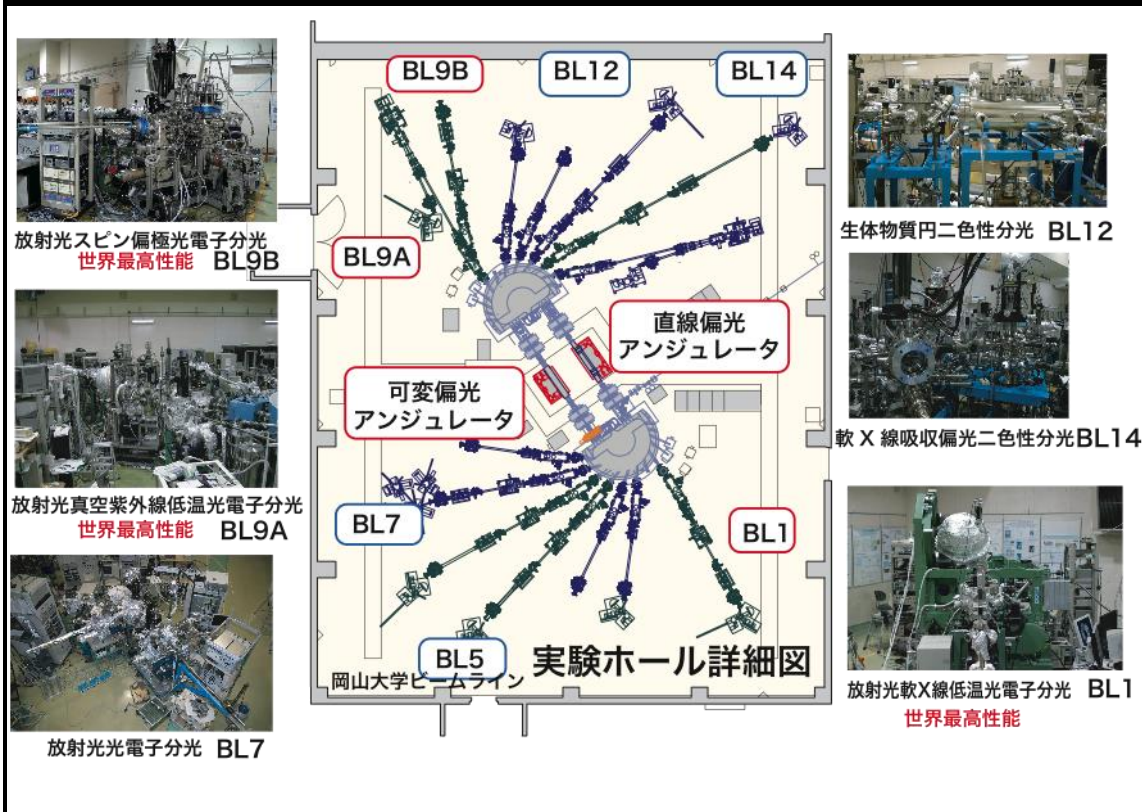 放射光スピン偏極光電子分光
世界最高性能 BL9B
放射光真空紫外線低温光電子分光
世界最高性能 BL9A
放射光光電子分光 BL7
BL9B
BL12
BL14
BL9A
直線偏光
アンジュレータ
可変偏光
アンジュレータ
BL7
BL1
BL5
実験ホール詳細図
岡山大学ビームライン
生体物質円二色性分光 BL12
軟X線吸収偏光二色性分光BL14
放射光軟X線低温光電子分光 BL1
世界最高性能